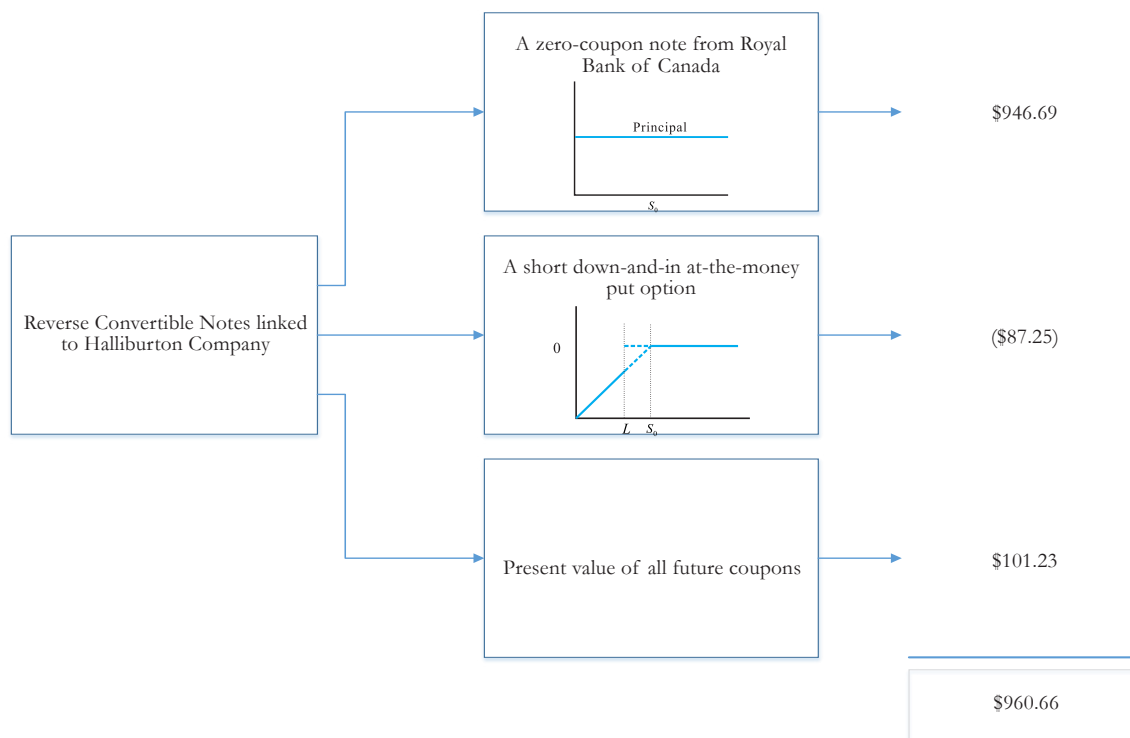 A zero-coupon note from Royal
Bank of Canada
Principal
S₀
$946.69
Reverse Convertible Notes linked
to Halliburton Company
A short down-and-in at-the-money
put option
0
L S₀
($87.25)
Present value of all future coupons
$101.23
$960.66